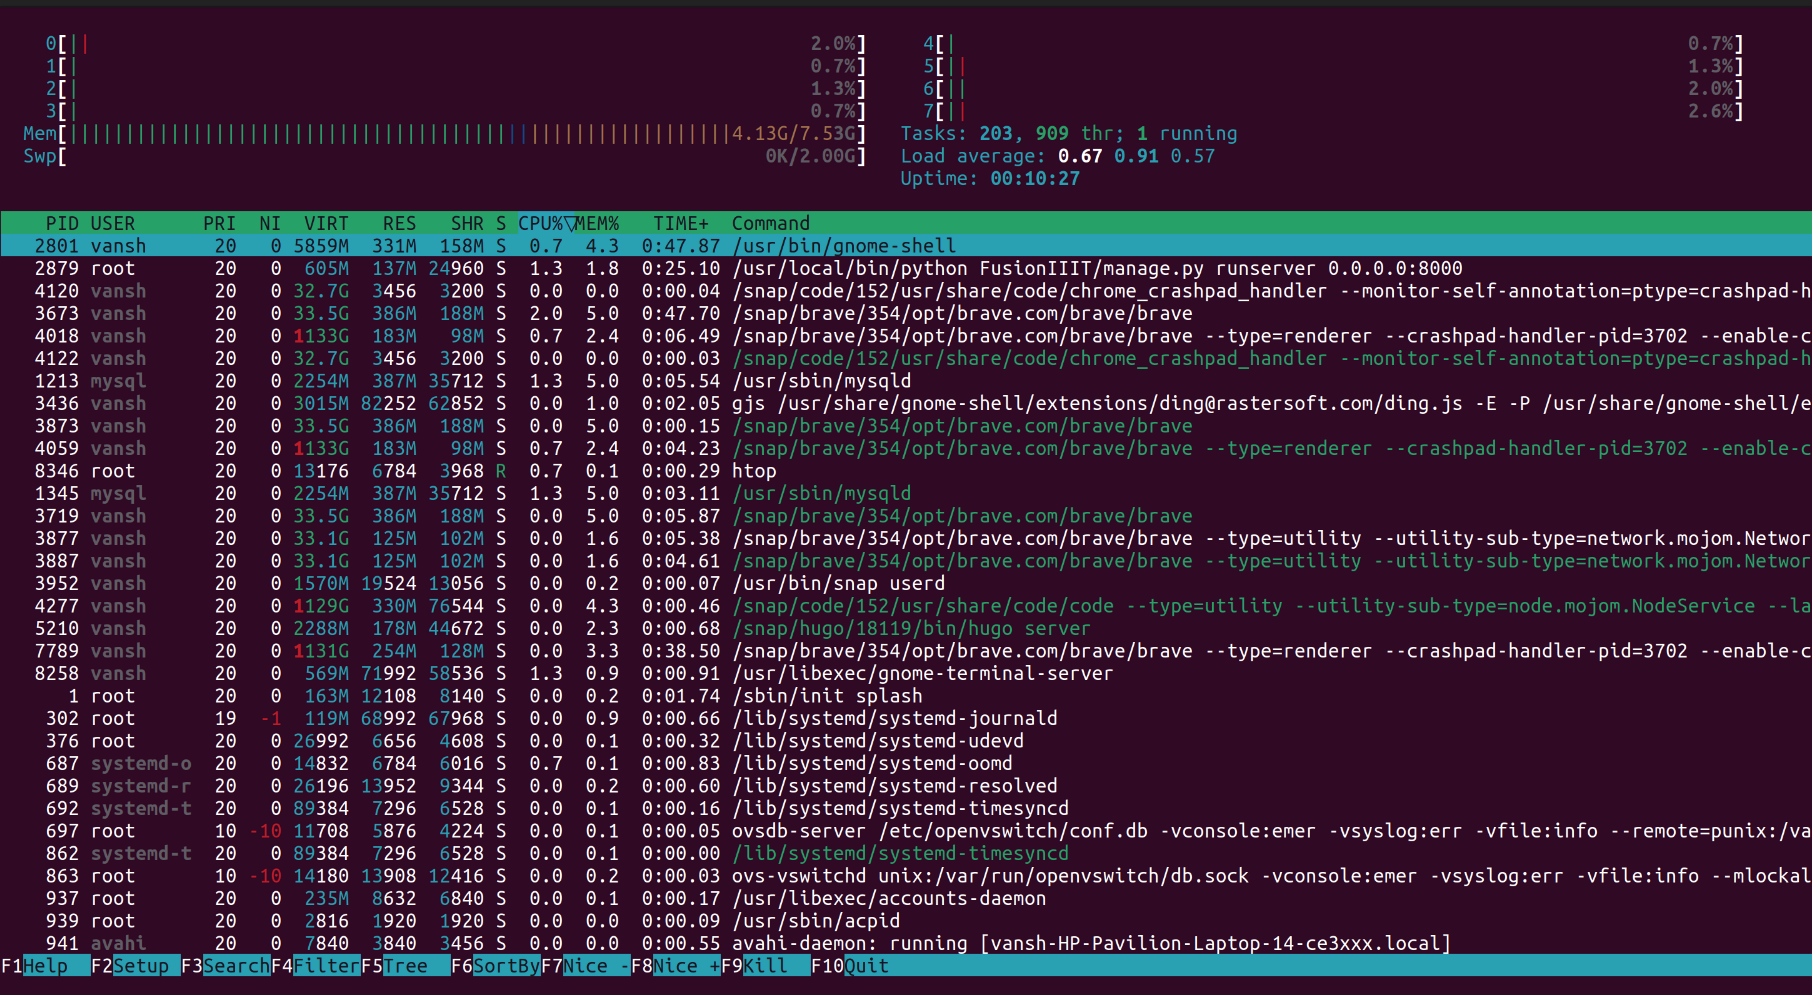 0[|| 2.0%] 4[| 0.7%]
1[| 0.7%] 5[|| 1.3%]
2[| 1.3%] 6[|| 2.0%]
3[| 0.7%] 7[|| 2.6%]
Mem[|||||||||||||||||||||||||||||||||||||||||||||||||||||||||||4.13G/7.53G] Tasks: 203, 909 thr; 1 running
Swp[ 0K/2.00G] Load average: 0.67 0.91 0.57
Uptime: 00:10:27
PID USER PRI NI VIRT RES SHR S CPU%▽MEM% TIME+ Command
2801 vansh 20 0 5859M 331M 158M S 0.7 4.3 0:47.87 /usr/bin/gnome-shell
2879 root 20 0 605M 137M 24960 S 1.3 1.8 0:25.10 /usr/local/bin/python FusionIIIT/manage.py runserver 0.0.0.0:8000
4120 vansh 20 0 32.7G 3456 3200 S 0.0 0.0 0:00.04 /snap/code/152/usr/share/code/chrome_crashpad_handler --monitor-self-annotation=ptype=crashpad-h
3673 vansh 20 0 33.5G 386M 188M S 2.0 5.0 0:47.70 /snap/brave/354/opt/brave.com/brave/brave
4018 vansh 20 0 1133G 183M 98M S 0.7 2.4 0:06.49 /snap/brave/354/opt/brave.com/brave/brave --type=renderer --crashpad-handler-pid=3702 --enable-c
4122 vansh 20 0 32.7G 3456 3200 S 0.0 0.0 0:00.03 /snap/code/152/usr/share/code/chrome_crashpad_handler --monitor-self-annotation=ptype=crashpad-h
1213 mysql 20 0 2254M 387M 35712 S 1.3 5.0 0:05.54 /usr/sbin/mysqld
3436 vansh 20 0 3015M 82252 62852 S 0.0 1.0 0:02.05 gjs /usr/share/gnome-shell/extensions/ding@rastersoft.com/ding.js -E -P /usr/share/gnome-shell/e
3873 vansh 20 0 33.5G 386M 188M S 0.0 5.0 0:00.15 /snap/brave/354/opt/brave.com/brave/brave
4059 vansh 20 0 1133G 183M 98M S 0.7 2.4 0:04.23 /snap/brave/354/opt/brave.com/brave/brave --type=renderer --crashpad-handler-pid=3702 --enable-c
8346 root 20 0 13176 6784 3968 R 0.7 0.1 0:00.29 htop
1345 mysql 20 0 2254M 387M 35712 S 1.3 5.0 0:03.11 /usr/sbin/mysqld
3719 vansh 20 0 33.5G 386M 188M S 0.0 5.0 0:05.87 /snap/brave/354/opt/brave.com/brave/brave
3877 vansh 20 0 33.1G 125M 102M S 0.0 1.6 0:05.38 /snap/brave/354/opt/brave.com/brave/brave --type=utility --utility-sub-type=network.mojom.Networ
3887 vansh 20 0 33.1G 125M 102M S 0.0 1.6 0:04.61 /snap/brave/354/opt/brave.com/brave/brave --type=utility --utility-sub-type=network.mojom.Networ
3952 vansh 20 0 1570M 19524 13056 S 0.0 0.2 0:00.07 /usr/bin/snap userd
4277 vansh 20 0 1129G 330M 76544 S 0.0 4.3 0:00.46 /snap/code/152/usr/share/code/code --type=utility --utility-sub-type=node.mojom.NodeService --la
5210 vansh 20 0 2288M 178M 44672 S 0.0 2.3 0:00.68 /snap/hugo/18119/bin/hugo server
7789 vansh 20 0 1131G 254M 128M S 0.0 3.3 0:38.50 /snap/brave/354/opt/brave.com/brave/brave --type=renderer --crashpad-handler-pid=3702 --enable-c
8258 vansh 20 0 569M 71992 58536 S 1.3 0.9 0:00.91 /usr/libexec/gnome-terminal-server
1 root 20 0 163M 12108 8140 S 0.0 0.2 0:01.74 /sbin/init splash
302 root 19 -1 119M 68992 67968 S 0.0 0.9 0:00.66 /lib/systemd/systemd-journald
376 root 20 0 26992 6656 4608 S 0.0 0.1 0:00.32 /lib/systemd/systemd-udevd
687 systemd-o 20 0 14832 6784 6016 S 0.7 0.1 0:00.83 /lib/systemd/systemd-oomd
689 systemd-r 20 0 26196 13952 9344 S 0.0 0.2 0:00.60 /lib/systemd/systemd-resolved
692 systemd-t 20 0 89384 7296 6528 S 0.0 0.1 0:00.16 /lib/systemd/systemd-timesyncd
697 root 10 -10 11708 5876 4224 S 0.0 0.1 0:00.05 ovsdb-server /etc/openvswitch/conf.db -vconsole:emer -vsyslog:err -vfile:info --remote=punix:/va
862 systemd-t 20 0 89384 7296 6528 S 0.0 0.1 0:00.00 /lib/systemd/systemd-timesyncd
863 root 10 -10 14180 13908 12416 S 0.0 0.2 0:00.03 ovs-vswitchd unix:/var/run/openvswitch/db.sock -vconsole:emer -vsyslog:err -vfile:info --mlockal
937 root 20 0 235M 8632 6840 S 0.0 0.1 0:00.17 /usr/libexec/accounts-daemon
939 root 20 0 2816 1920 1920 S 0.0 0.0 0:00.09 /usr/sbin/acpid
941 avahi 20 0 7840 3840 3456 S 0.0 0.0 0:00.55 avahi-daemon: running [vansh-HP-Pavilion-Laptop-14-ce3xxx.local]
F1Help F2Setup F3SearchF4FilterF5Tree F6SortByF7Nice -F8Nice +F9Kill F10Quit